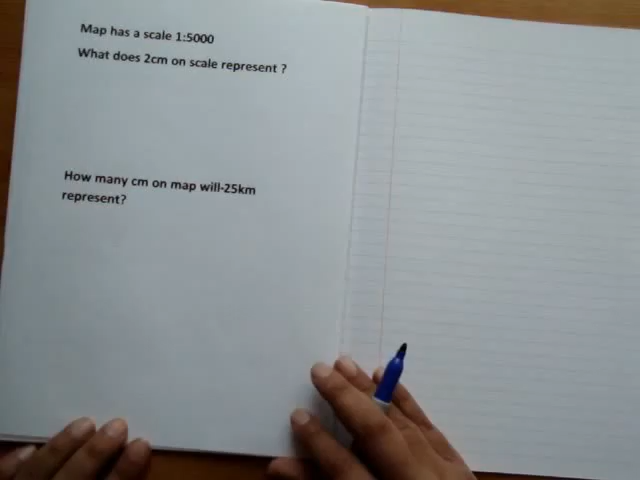 Map has a scale 1:5000
What does 2cm on scale represent ?
How many cm on map will-25km
represent?